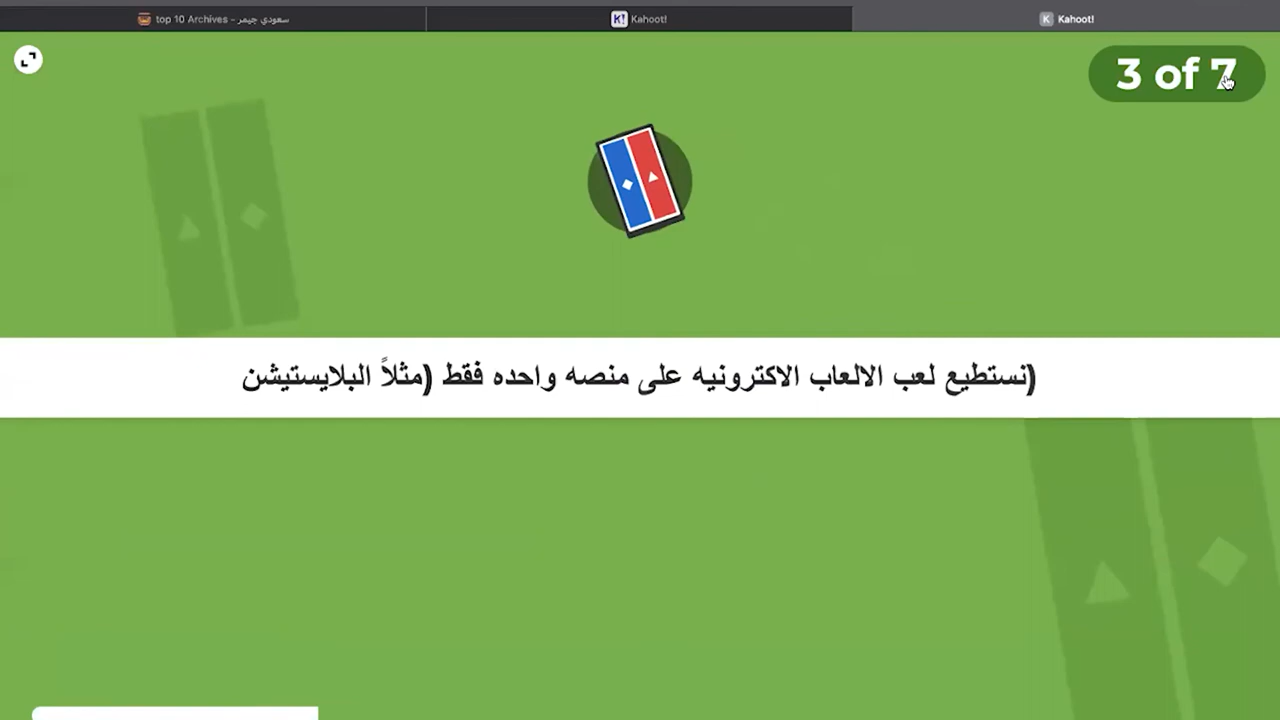 top 10 Archives - سعودي جيمر
Kahoot!
Kahoot!
3 of 7
(نستطيع لعب الالعاب الاكترونيه على منصه واحده فقط (مثلاً البلايستيشن